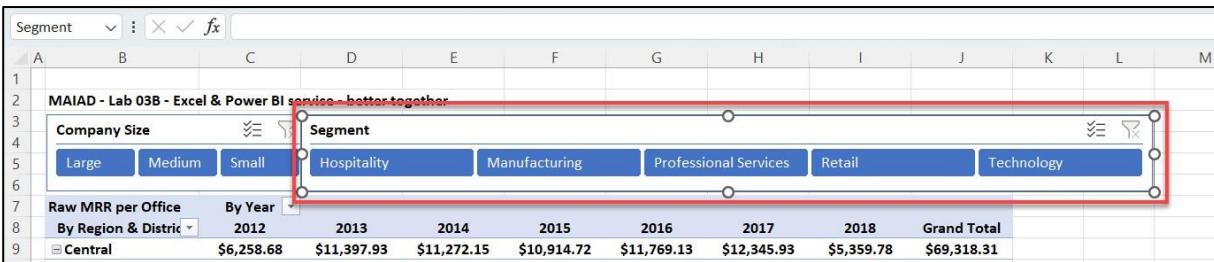 Segment fx
A B C D E F G H I J K L M
1
2 MAIAD - Lab 03B - Excel & Power BI service - better together
3 Company Size Segment
4
5 Large Medium Small Hospitality Manufacturing Professional Services Retail Technology
6
7 Raw MRR per Office By Year
8 By Region & Distric 2012 2013 2014 2015 2016 2017 2018 Grand Total
9 Central $6,258.68 $11,397.93 $11,272.15 $10,914.72 $11,769.13 $12,345.93 $5,359.78 $69,318.31